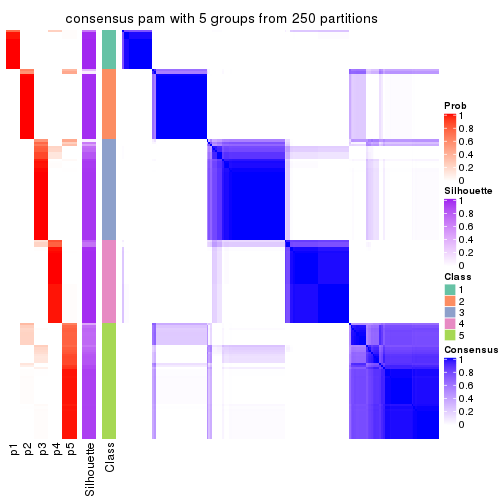 consensus pam with 5 groups from 250 partitions
Prob
1
0.8
0.6
0.4
0.2
0
Silhouette
1
0.8
0.6
0.4
0.2
0
Class
1
2
3
4
5
Consensus
1
0.8
0.6
0.4
0.2
0
p1
p2
p3
p4
p5
Silhouette
Class